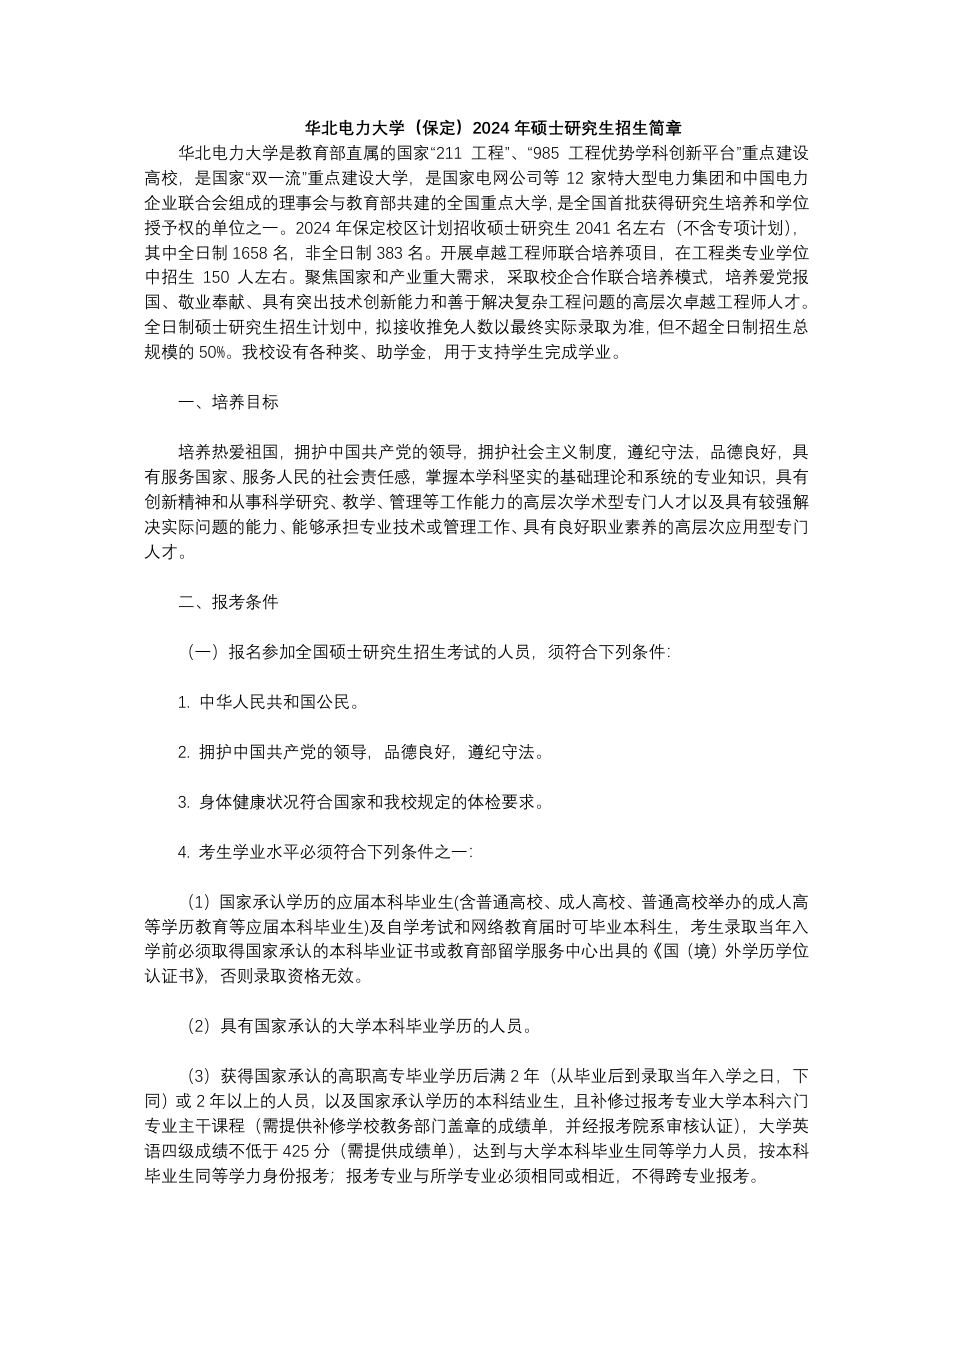 华北电力大学（保定）2024 年硕士研究生招生简章
华北电力大学是教育部直属的国家“211 工程”、“985 工程优势学科创新平台”重点建设
高校，是国家“双一流”重点建设大学，是国家电网公司等 12 家特大型电力集团和中国电力
企业联合会组成的理事会与教育部共建的全国重点大学，是全国首批获得研究生培养和学位
授予权的单位之一。2024 年保定校区计划招收硕士研究生 2041 名左右（不含专项计划），
其中全日制 1658 名，非全日制 383 名。开展卓越工程师联合培养项目，在工程类专业学位
中招生 150 人左右。聚焦国家和产业重大需求，采取校企合作联合培养模式，培养爱党报
国、敬业奉献、具有突出技术创新能力和善于解决复杂工程问题的高层次卓越工程师人才。
全日制硕士研究生招生计划中，拟接收推免人数以最终实际录取为准，但不超全日制招生总
规模的 50%。我校设有各种奖、助学金，用于支持学生完成学业。
一、培养目标
培养热爱祖国，拥护中国共产党的领导，拥护社会主义制度，遵纪守法，品德良好，具
有服务国家、服务人民的社会责任感，掌握本学科坚实的基础理论和系统的专业知识，具有
创新精神和从事科学研究、教学、管理等工作能力的高层次学术型专门人才以及具有较强解
决实际问题的能力、能够承担专业技术或管理工作、具有良好职业素养的高层次应用型专门
人才。
二、报考条件
（一）报名参加全国硕士研究生招生考试的人员，须符合下列条件：
1. 中华人民共和国公民。
2. 拥护中国共产党的领导，品德良好，遵纪守法。
3. 身体健康状况符合国家和我校规定的体检要求。
4. 考生学业水平必须符合下列条件之一：
（1）国家承认学历的应届本科毕业生(含普通高校、成人高校、普通高校举办的成人高
等学历教育等应届本科毕业生)及自学考试和网络教育届时可毕业本科生，考生录取当年入
学前必须取得国家承认的本科毕业证书或教育部留学服务中心出具的《国（境）外学历学位
认证书》，否则录取资格无效。
（2）具有国家承认的大学本科毕业学历的人员。
（3）获得国家承认的高职高专毕业学历后满 2 年（从毕业后到录取当年入学之日，下
同）或 2 年以上的人员，以及国家承认学历的本科结业生，且补修过报考专业大学本科六门
专业主干课程（需提供补修学校教务部门盖章的成绩单，并经报考院系审核认证），大学英
语四级成绩不低于 425 分（需提供成绩单），达到与大学本科毕业生同等学力人员，按本科
毕业生同等学力身份报考；报考专业与所学专业必须相同或相近，不得跨专业报考。